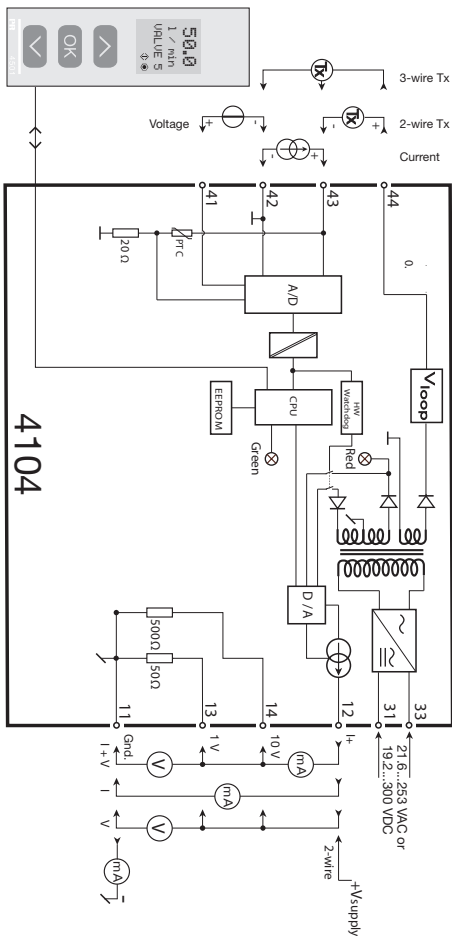 50.0
1 / min
VALVE 5
OK
3-wire Tx
2-wire Tx
Current
Voltage
Tx
Tx
+
-
-
+
-
+
41
42
43
44
20 Ω
PTC
0.
A/D
Vloop
CPU
EEPROM
HW
Watchdog
Green
Red
4104
D/A
500Ω
50Ω
11
13
14
12
31
33
Gnd.
1 V
10 V
I+
21.6...253 VAC or
19.2...300 VDC
I + V
V
mA
I
mA
V
V
mA
-
2-wire
+Vsupply